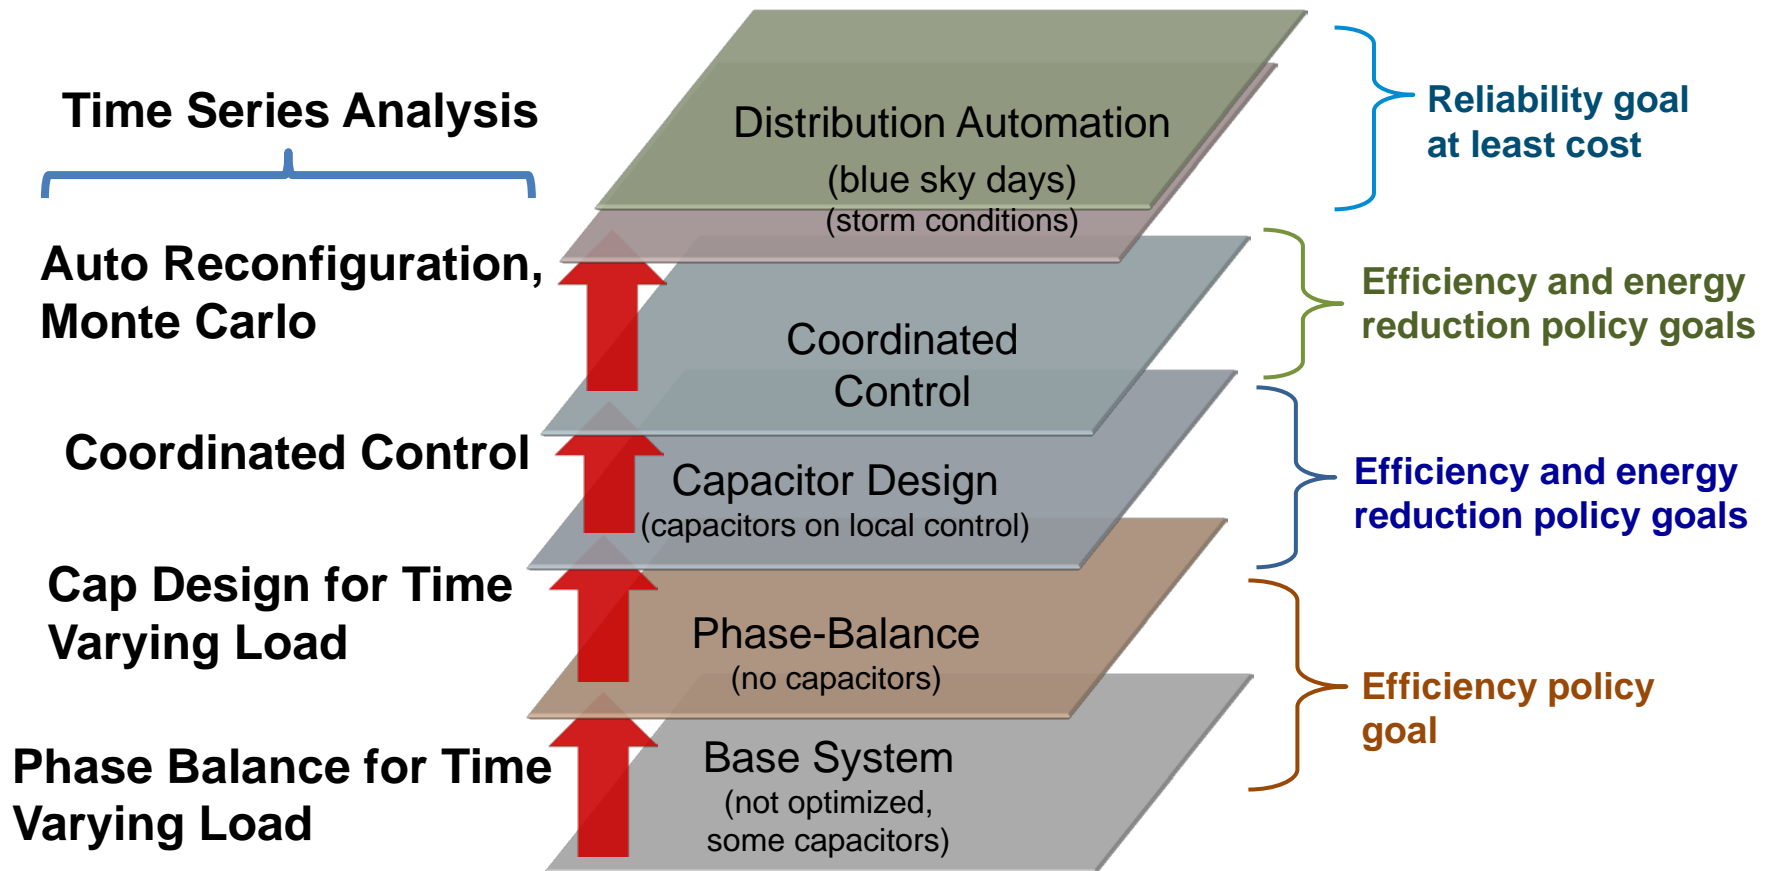 Time Series Analysis
Auto Reconfiguration,
Monte Carlo
Coordinated Control
Cap Design for Time
Varying Load
Phase Balance for Time
Varying Load
Distribution Automation
(blue sky days)
(storm conditions)
Coordinated
Control
Capacitor Design
(capacitors on local control)
Phase-Balance
(no capacitors)
Base System
(not optimized,
some capacitors)
Reliability goal
at least cost
Efficiency and energy
reduction policy goals
Efficiency and energy
reduction policy goals
Efficiency policy
goal